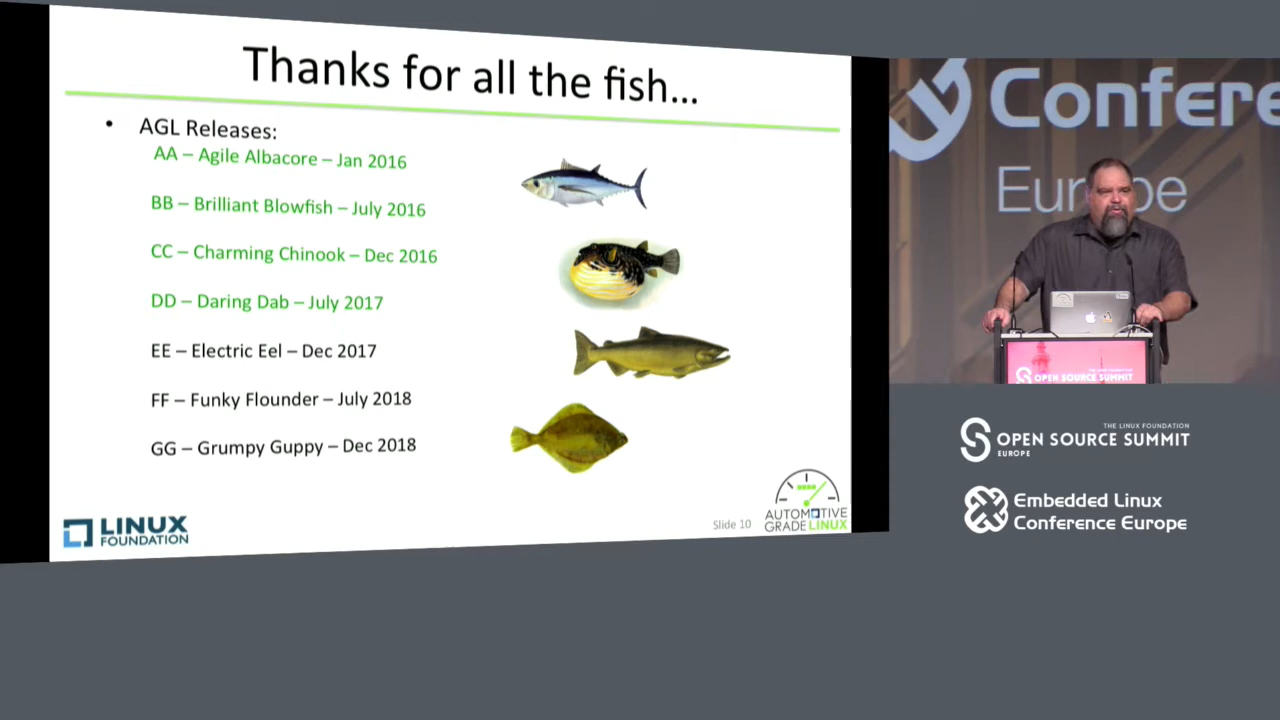 Thanks for all the fish...
• AGL Releases:
AA – Agile Albacore – Jan 2016
BB – Brilliant Blowfish – July 2016
CC – Charming Chinook – Dec 2016
DD – Daring Dab – July 2017
EE – Electric Eel – Dec 2017
FF – Funky Flounder – July 2018
GG – Grumpy Guppy – Dec 2018
LINUX
FOUNDATION
Slide 10
AUTOMOTIVE
GRADE LINUX
Confere
Europe
OPEN SOURCE SUMMIT
THE LINUX FOUNDATION
OPEN SOURCE SUMMIT
EUROPE
Embedded Linux
Conference Europe